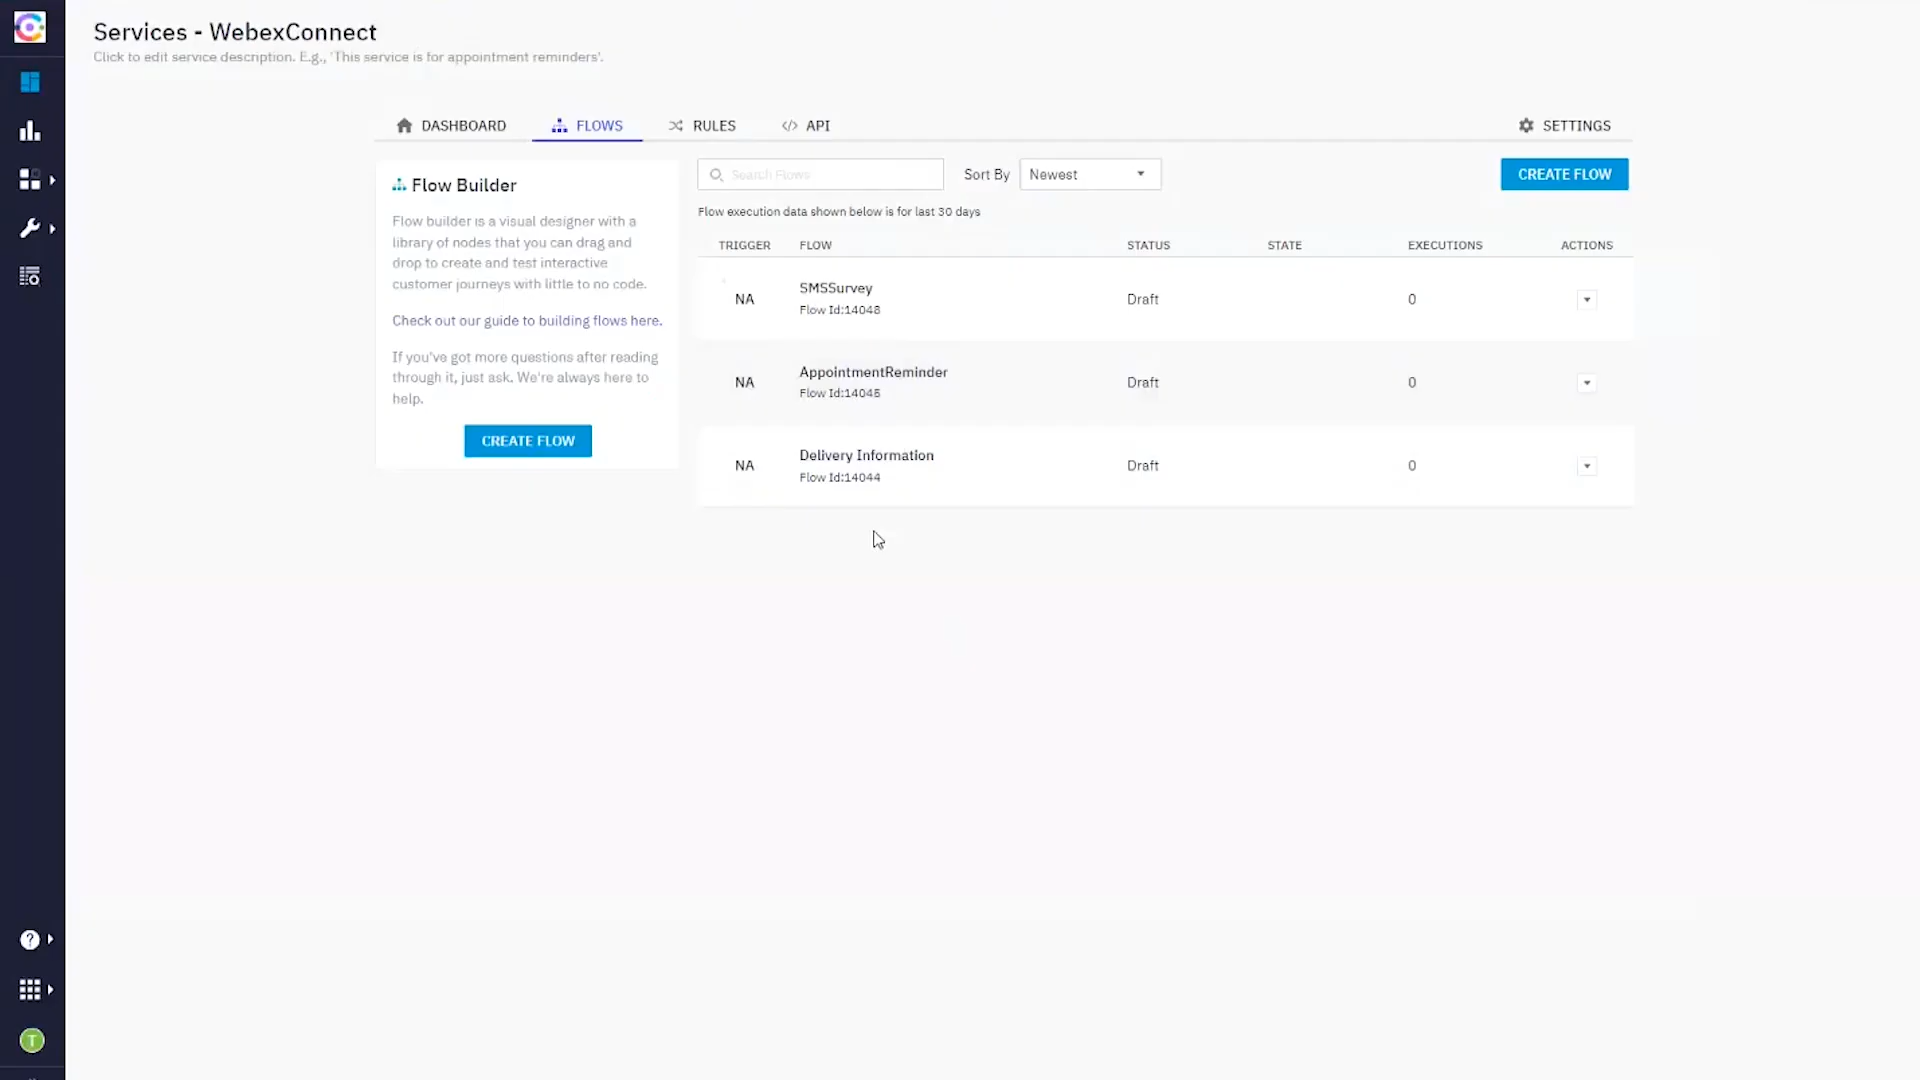 Services - WebexConnect
Click to edit service description. E.g., 'This service is for appointment reminders'.
DASHBOARD
FLOWS
RULES
</> API
SETTINGS
Flow Builder
Flow builder is a visual designer with a
library of nodes that you can drag and
drop to create and test interactive
customer journeys with little to no code.
Check out our guide to building flows here.
If you've got more questions after reading
through it, just ask. We're always here to
help.
CREATE FLOW
Search Flows
Sort By
Newest
CREATE FLOW
Flow execution data shown below is for last 30 days
TRIGGER FLOW STATUS STATE EXECUTIONS ACTIONS
NA SMSSurvey Draft 0
Flow Id:14048
NA AppointmentReminder Draft 0
Flow Id:14045
NA Delivery Information Draft 0
Flow Id:14044
?
T